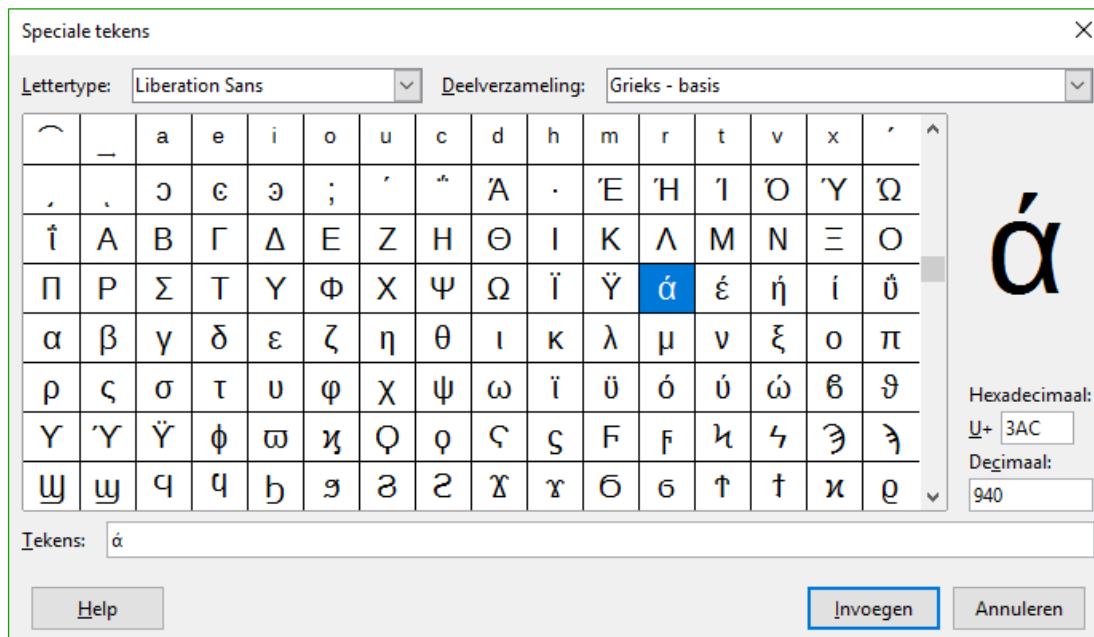 Speciale tekens
Lettertype: Liberation Sans Deelverzameling: Grieks - basis
a e i o u c d h m r t v x ʹ
͵ ͺ ͻ ͼ ͽ ; ΄ ΅ Ά · Έ Ή Ί Ό Ύ Ώ
ΐ Α Β Γ Δ Ε Ζ Η Θ Ι Κ Λ Μ Ν Ξ Ο
Π Ρ Σ Τ Υ Φ Χ Ψ Ω Ϊ Ϋ ά έ ή ί ΰ
ά
α β γ δ ε ζ η θ ι κ λ μ ν ξ ο π
ρ ς σ τ υ φ χ ψ ω ϊ ϋ ό ύ ώ ϐ ϑ
ϒ ϓ ϔ ϕ ϖ ϗ Ϙ ϙ Ϛ ϛ Ϝ ϝ Ϟ ϟ Ϡ ϡ
Ϣ ϣ Ϥ ϥ Ϧ ϧ Ϩ ϩ Ϫ ϫ Ϭ ϭ Ϯ ϯ ϰ ϱ
Hexadecimaal:
U+ 3AC
Decimaal:
940
Tekens: ά
Help Invoegen Annuleren